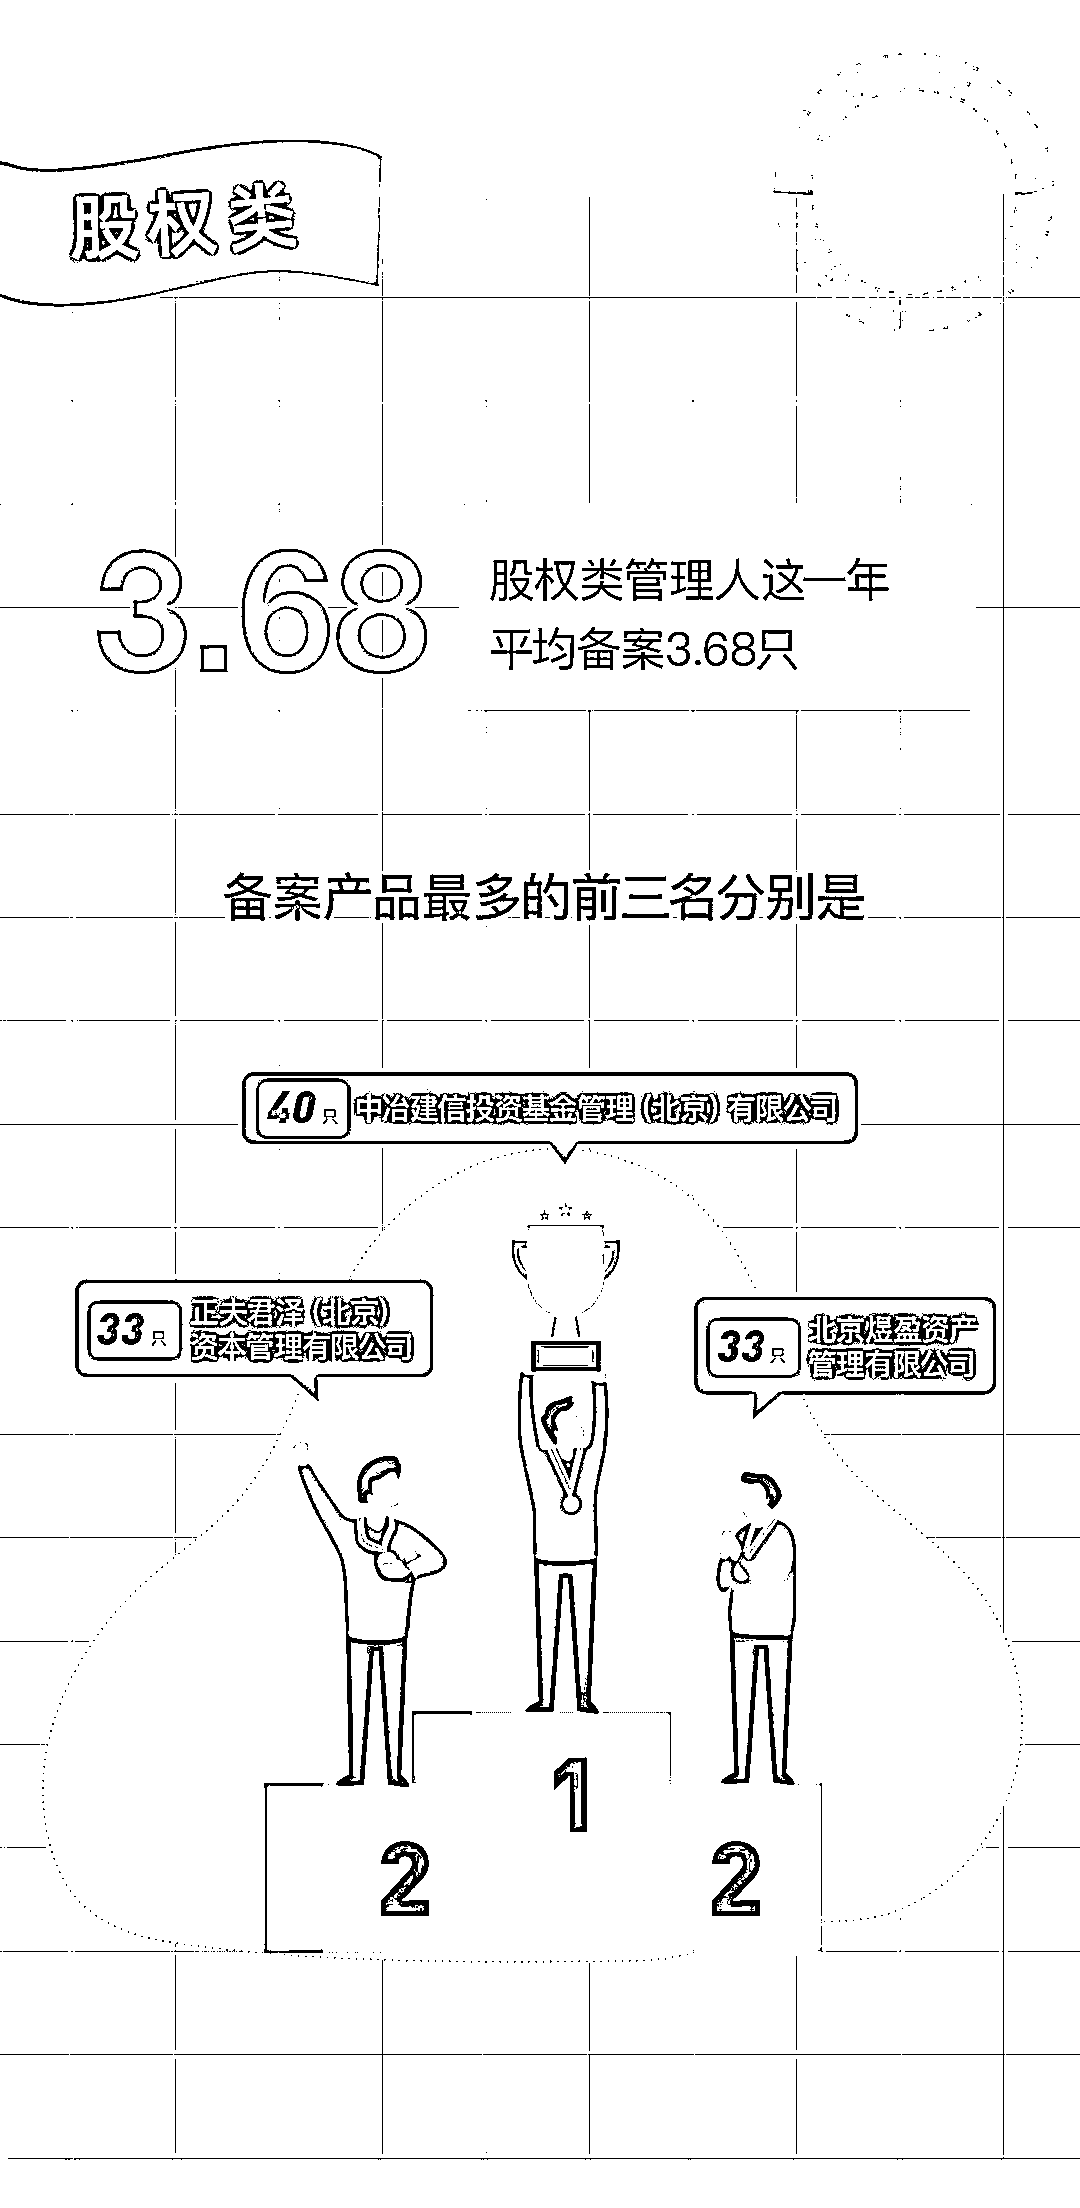 股权类
3.68
股权类管理人这一年
平均备案3.68只
备案产品最多的前三名分别是
40只 中冶建信投资基金管理（北京）有限公司
33只 正夫君泽（北京）
资本管理有限公司
33只 北京煜盈资产
管理有限公司
1
2
2